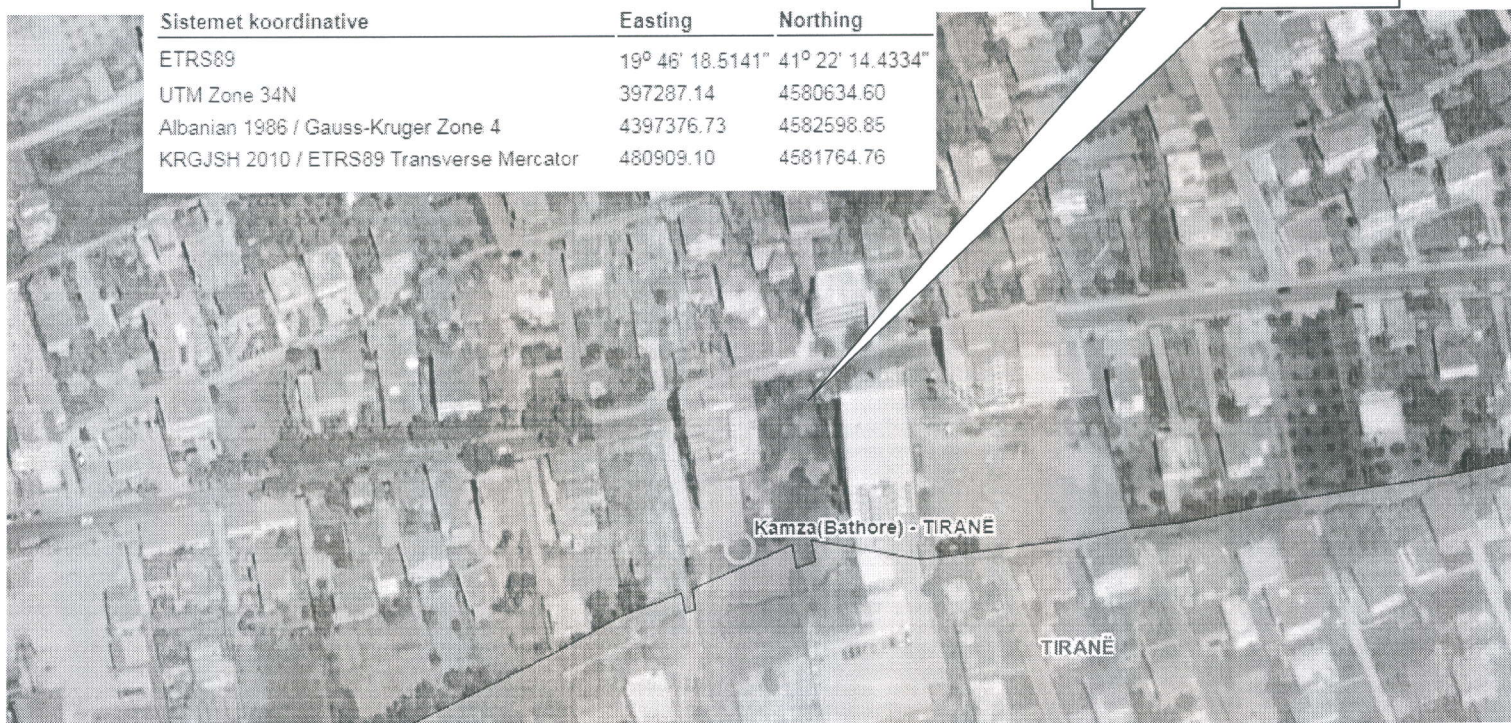 Sistemet koordinative Easting Northing
ETRS89 19º 46' 18.5141" 41º 22' 14.4334"
UTM Zone 34N 397287.14 4580634.60
Albanian 1986 / Gauss-Kruger Zone 4 4397376.73 4582598.85
KRGJSH 2010 / ETRS89 Transverse Mercator 480909.10 4581764.76
Kamza(Bathore) - TIRANË
TIRANË